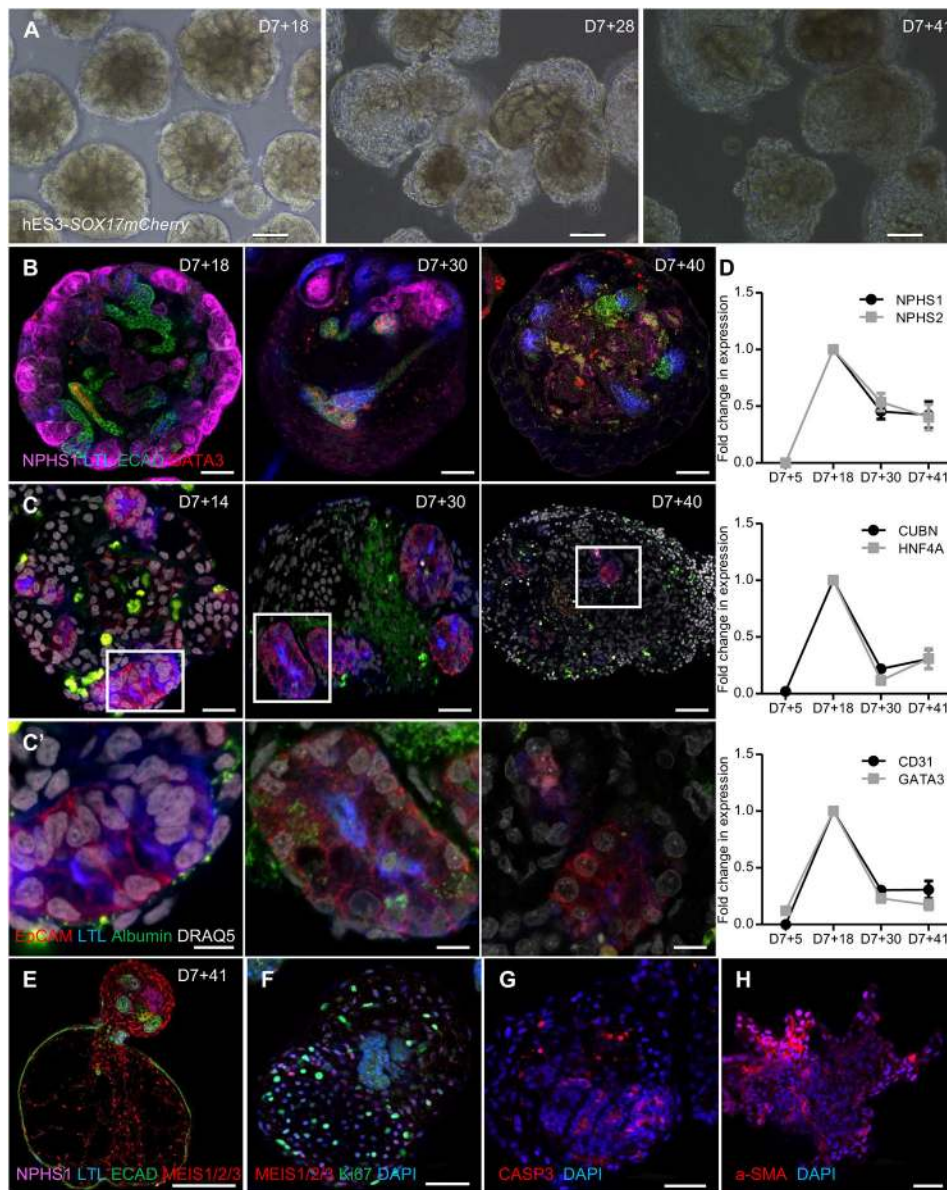 A
D7+18
D7+28
D7+41
hES3-SOX17mCherry
B
D7+18
D7+30
D7+40
NPHS1 LTL ECAD GATA3
D
1.5
1.0
0.5
0.0
Fold change in expression
NPHS1
NPHS2
D7+5 D7+18 D7+30 D7+41
C
D7+14
D7+30
D7+40
1.5
1.0
0.5
0.0
Fold change in expression
CUBN
HNF4A
D7+5 D7+18 D7+30 D7+41
C'
EpCAM LTL Albumin DRAQ5
1.5
1.0
0.5
0.0
Fold change in expression
CD31
GATA3
D7+5 D7+18 D7+30 D7+41
E
D7+41
NPHS1 LTL ECAD MEIS1/2/3
F
MEIS1/2/3 Ki67 DAPI
G
CASP3 DAPI
H
a-SMA DAPI